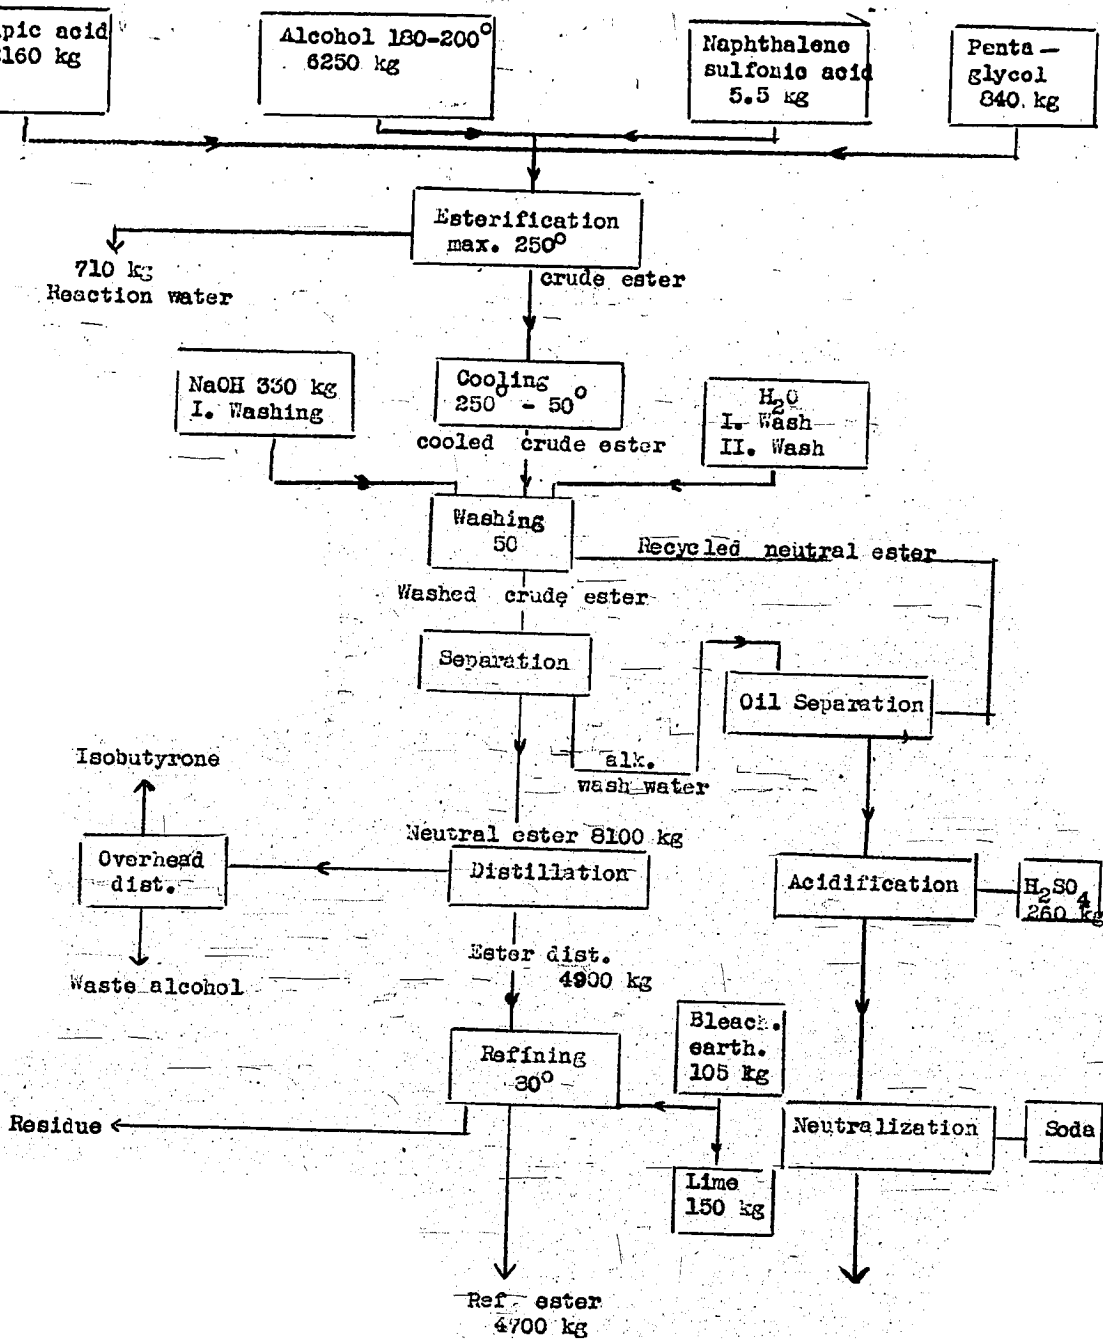 pic acid
160 kg
Alcohol 180-200°
6250 kg
Naphthalene
sulfonic acid
5.5 kg
Penta —
glycol
840. kg
Esterification
max. 250°
710 kg
Reaction water
crude ester
NaOH 330 kg
I. Washing
Cooling
250° - 50°
H2O
I. Wash
II. Wash
cooled crude ester
Washing
50
Recycled neutral ester
Washed crude ester
Separation
Oil Separation
alk.
wash water
Isobutyrone
Neutral ester 8100 kg
Overhead
dist.
Distillation
Acidification
H2SO4
260 kg
Ester dist.
4900 kg
Waste alcohol
Bleach.
earth.
105 kg
Refining
80°
Residue
Neutralization
Soda
Lime
150 kg
Ref. ester
4700 kg